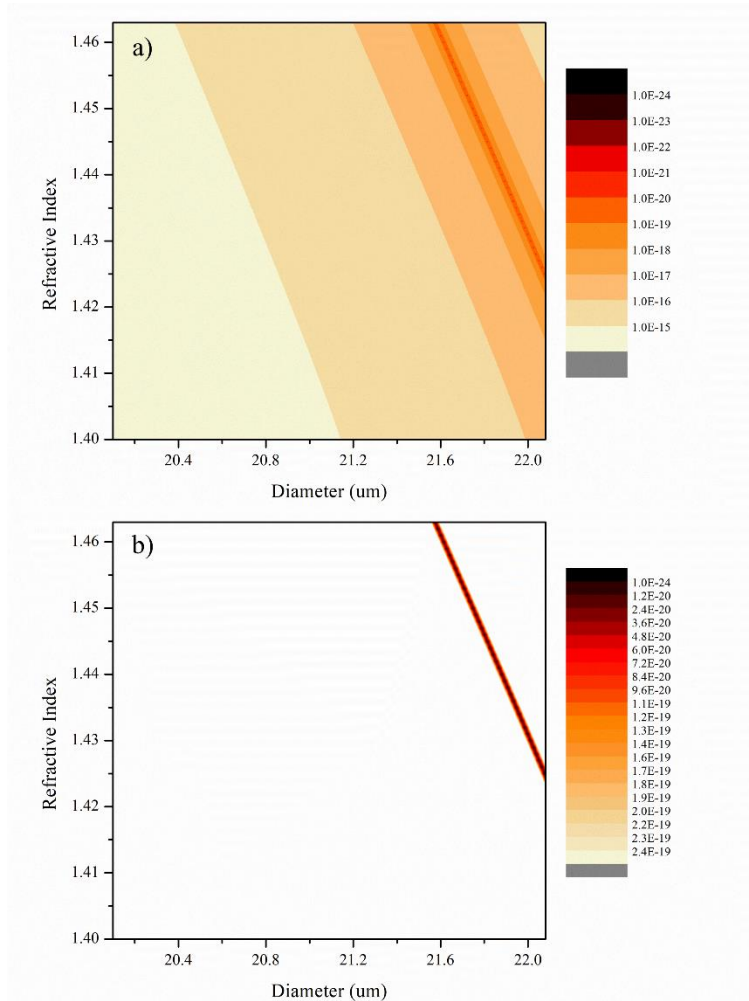 a)
1.46
1.45
1.44
1.43
1.42
1.41
1.40
Refractive Index
20.4 20.8 21.2 21.6 22.0
Diameter (um)
1.0E-24
1.0E-23
1.0E-22
1.0E-21
1.0E-20
1.0E-19
1.0E-18
1.0E-17
1.0E-16
1.0E-15
b)
1.46
1.45
1.44
1.43
1.42
1.41
1.40
Refractive Index
20.4 20.8 21.2 21.6 22.0
Diameter (um)
1.0E-24
1.2E-20
2.4E-20
3.6E-20
4.8E-20
6.0E-20
7.2E-20
8.4E-20
9.6E-20
1.1E-19
1.2E-19
1.3E-19
1.4E-19
1.6E-19
1.7E-19
1.8E-19
1.9E-19
2.0E-19
2.2E-19
2.3E-19
2.4E-19